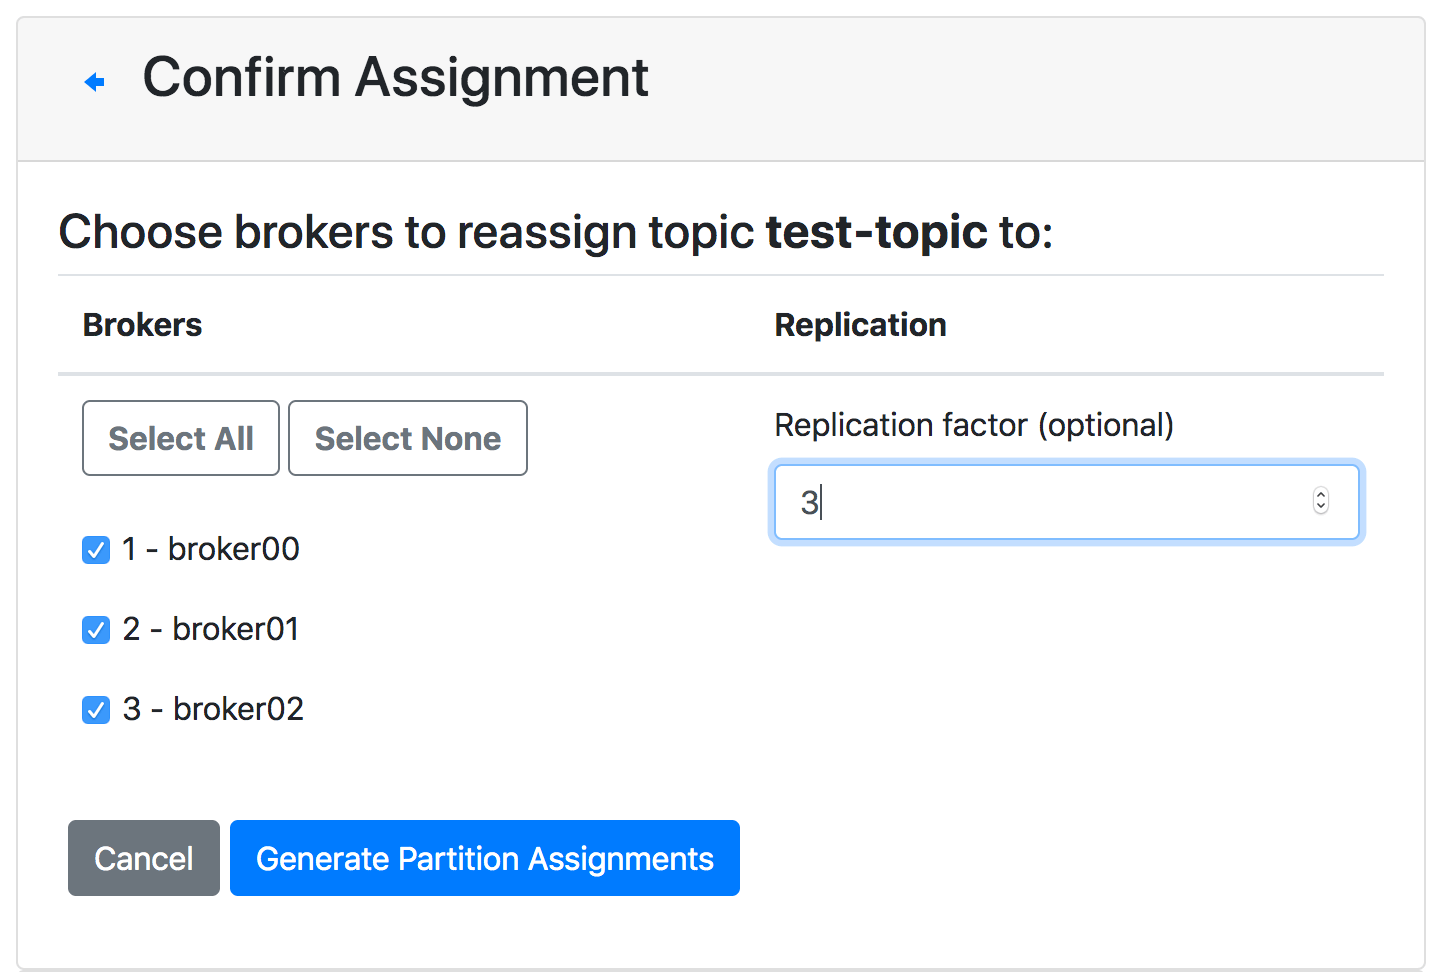 Confirm Assignment
Choose brokers to reassign topic test-topic to:
Brokers
Replication
Select All
Select None
Replication factor (optional)
3
1 - broker00
2 - broker01
3 - broker02
Cancel
Generate Partition Assignments